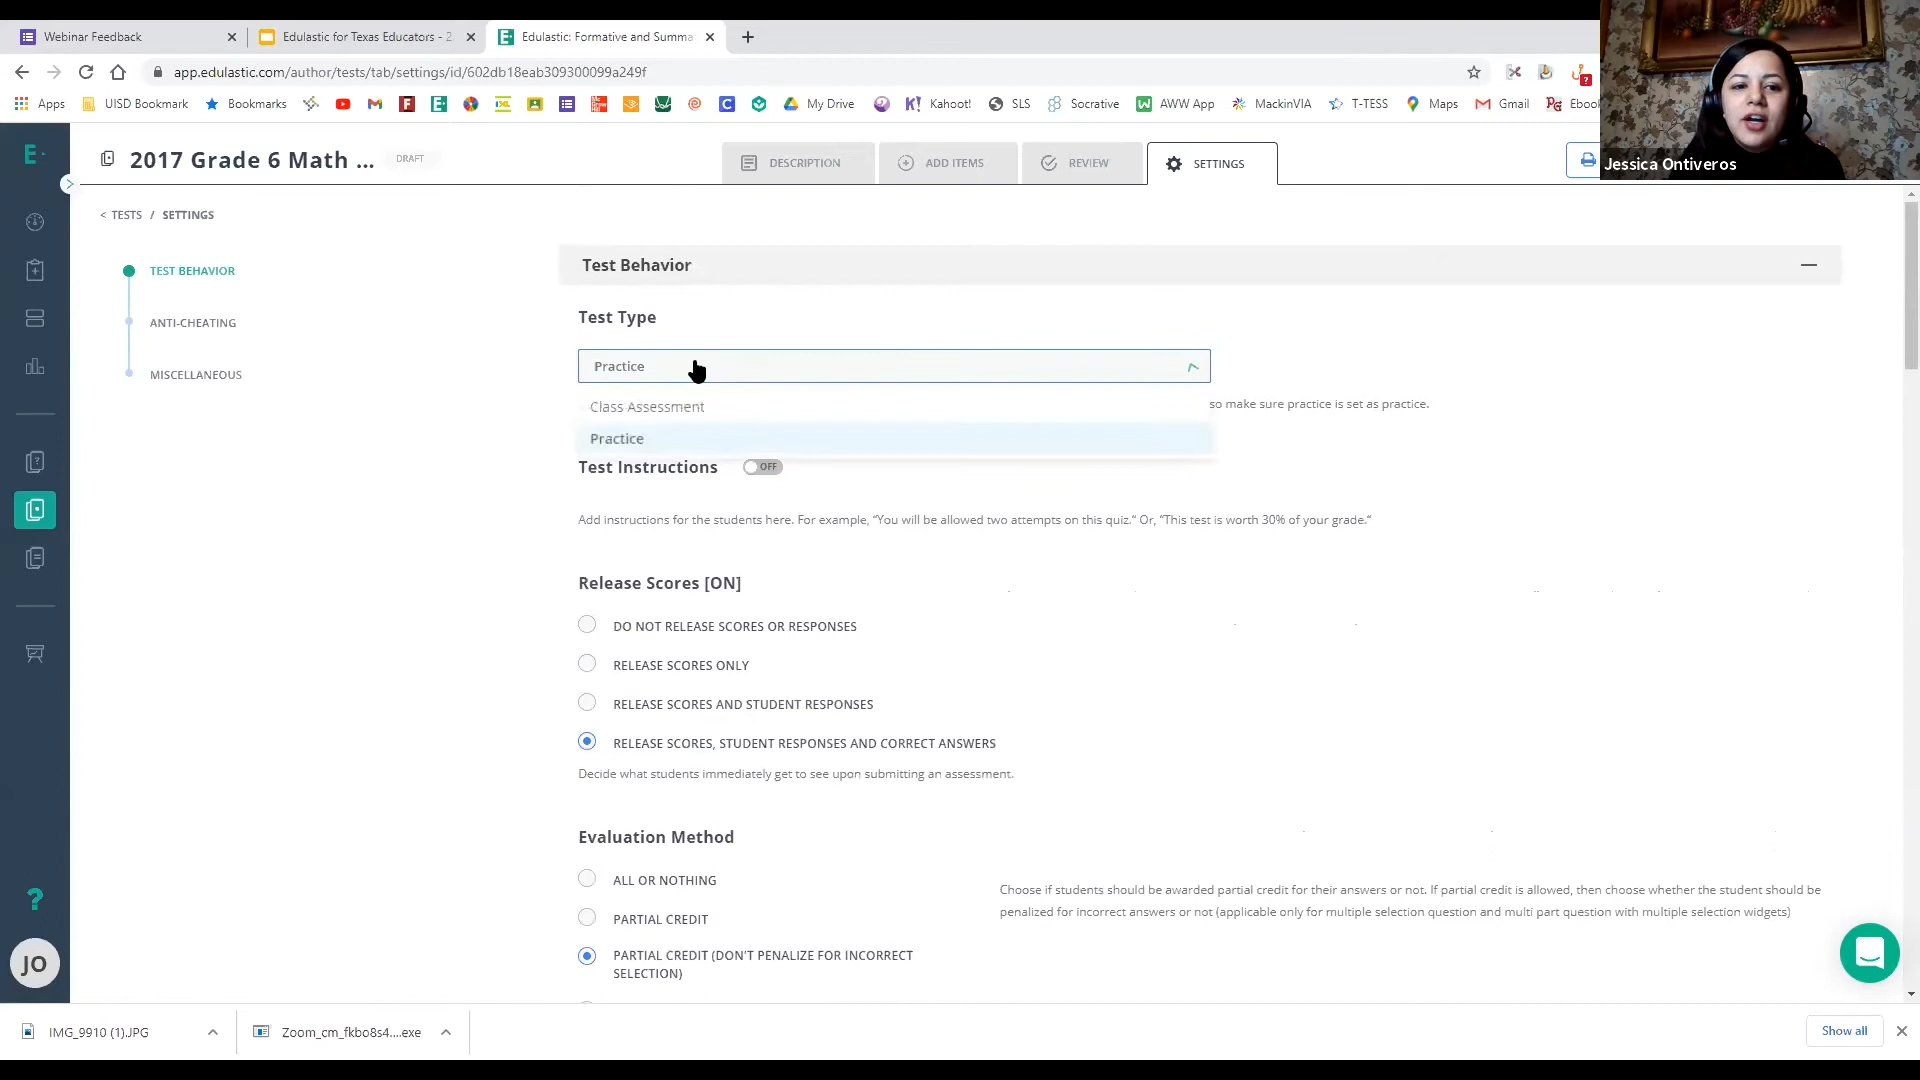 Webinar Feedback
Edulastic for Texas Educators - 2
Edulastic: Formative and Summa
app.edulastic.com/author/tests/tab/settings/id/602db18eab309300099a249f
Apps
UISD Bookmark
Bookmarks
My Drive
Kahoot!
SLS
Socrative
AWW App
MackinVIA
T-TESS
Maps
Gmail
Ebook
Jessica Ontiveros
2017 Grade 6 Math ...
DRAFT
DESCRIPTION
ADD ITEMS
REVIEW
SETTINGS
< TESTS / SETTINGS
TEST BEHAVIOR
ANTI-CHEATING
MISCELLANEOUS
Test Behavior
Test Type
Practice
Class Assessment
so make sure practice is set as practice.
Practice
Test Instructions
OFF
Add instructions for the students here. For example, "You will be allowed two attempts on this quiz." Or, "This test is worth 30% of your grade."
Release Scores [ON]
DO NOT RELEASE SCORES OR RESPONSES
RELEASE SCORES ONLY
RELEASE SCORES AND STUDENT RESPONSES
RELEASE SCORES, STUDENT RESPONSES AND CORRECT ANSWERS
Decide what students immediately get to see upon submitting an assessment.
Evaluation Method
ALL OR NOTHING
PARTIAL CREDIT
PARTIAL CREDIT (DON'T PENALIZE FOR INCORRECT
SELECTION)
Choose if students should be awarded partial credit for their answers or not. If partial credit is allowed, then choose whether the student should be
penalized for incorrect answers or not (applicable only for multiple selection question and multi part question with multiple selection widgets)
JO
IMG_9910 (1).JPG
Zoom_cm_fkbo8s4....exe
Show all